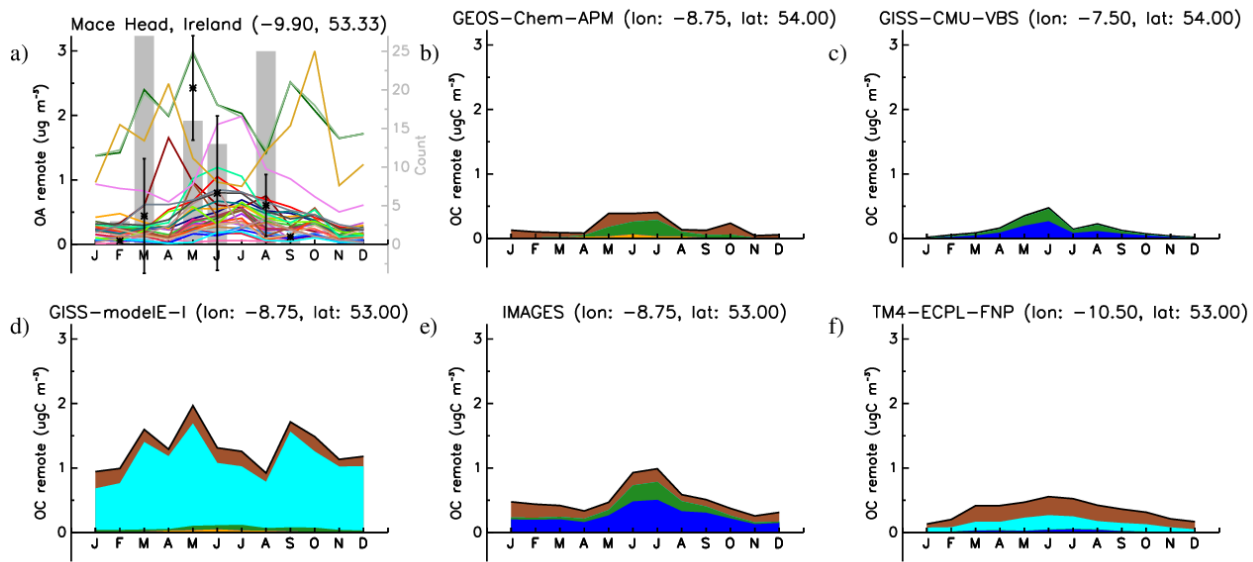 a)
Mace Head, Ireland (-9.90, 53.33)
OA remote (ug m⁻³)
3
2
1
0
J F M A M J J A S O N D
25
20
15
10
5
0
Count
b)
GEOS-Chem-APM (lon: -8.75, lat: 54.00)
OC remote (ugC m⁻³)
3
2
1
0
J F M A M J J A S O N D
c)
GISS-CMU-VBS (lon: -7.50, lat: 54.00)
OC remote (ugC m⁻³)
3
2
1
0
J F M A M J J A S O N D
d)
GISS-modelE-I (lon: -8.75, lat: 53.00)
OC remote (ugC m⁻³)
3
2
1
0
J F M A M J J A S O N D
e)
IMAGES (lon: -8.75, lat: 53.00)
OC remote (ugC m⁻³)
3
2
1
0
J F M A M J J A S O N D
f)
TM4-ECPL-FNP (lon: -10.50, lat: 53.00)
OC remote (ugC m⁻³)
3
2
1
0
J F M A M J J A S O N D